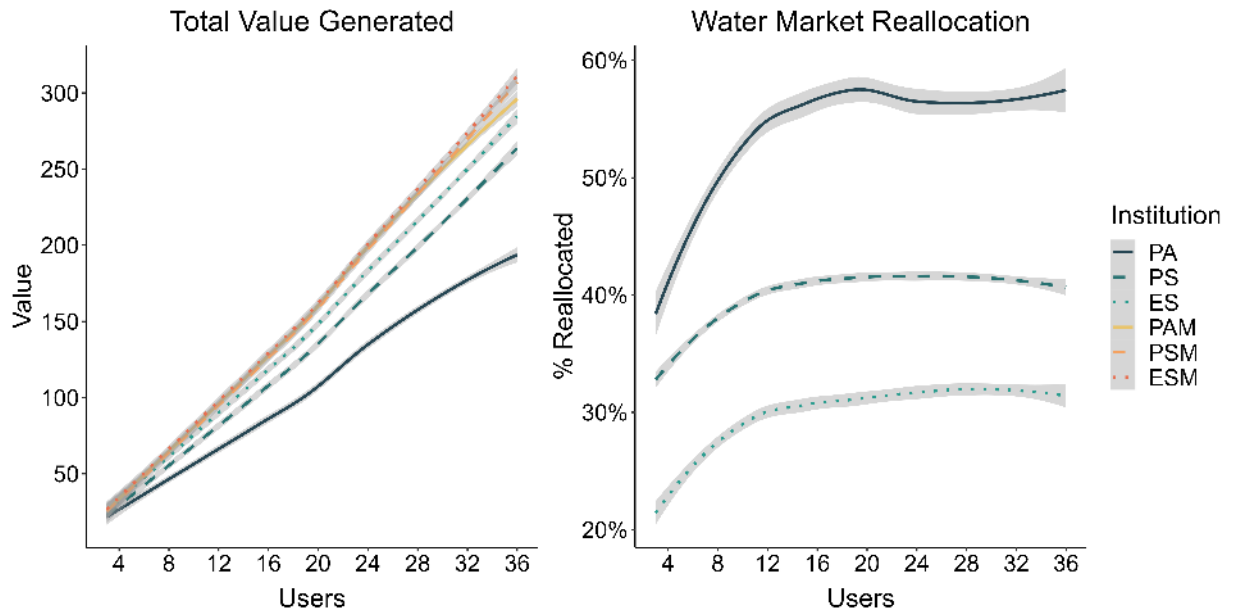 Total Value Generated
300
250
200
150
100
50
Value
4 8 12 16 20 24 28 32 36
Users
Water Market Reallocation
60%
50%
40%
30%
20%
% Reallocated
4 8 12 16 20 24 28 32 36
Users
Institution
PA
PS
ES
PAM
PSM
ESM